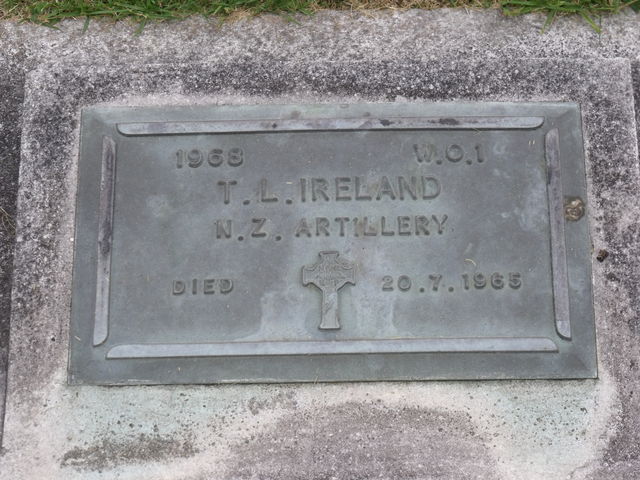 1968 W.O.1
T. L. IRELAND
N.Z. ARTILLERY
DIED 20.7.1965